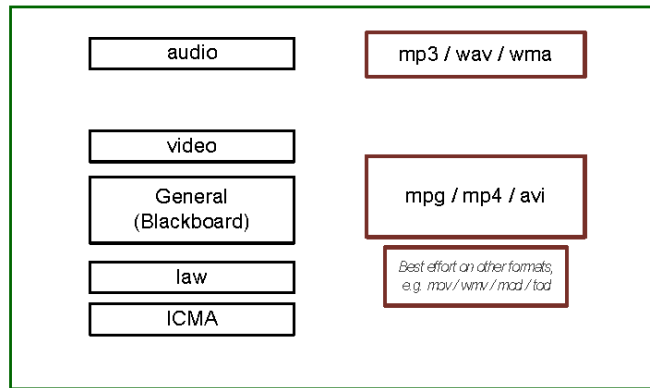 audio
mp3 / wav / wma
video
General
(Blackboard)
mpg / mp4 / avi
law
Best effort on other formats,
e.g. mov / wmv / mod / tod
ICMA